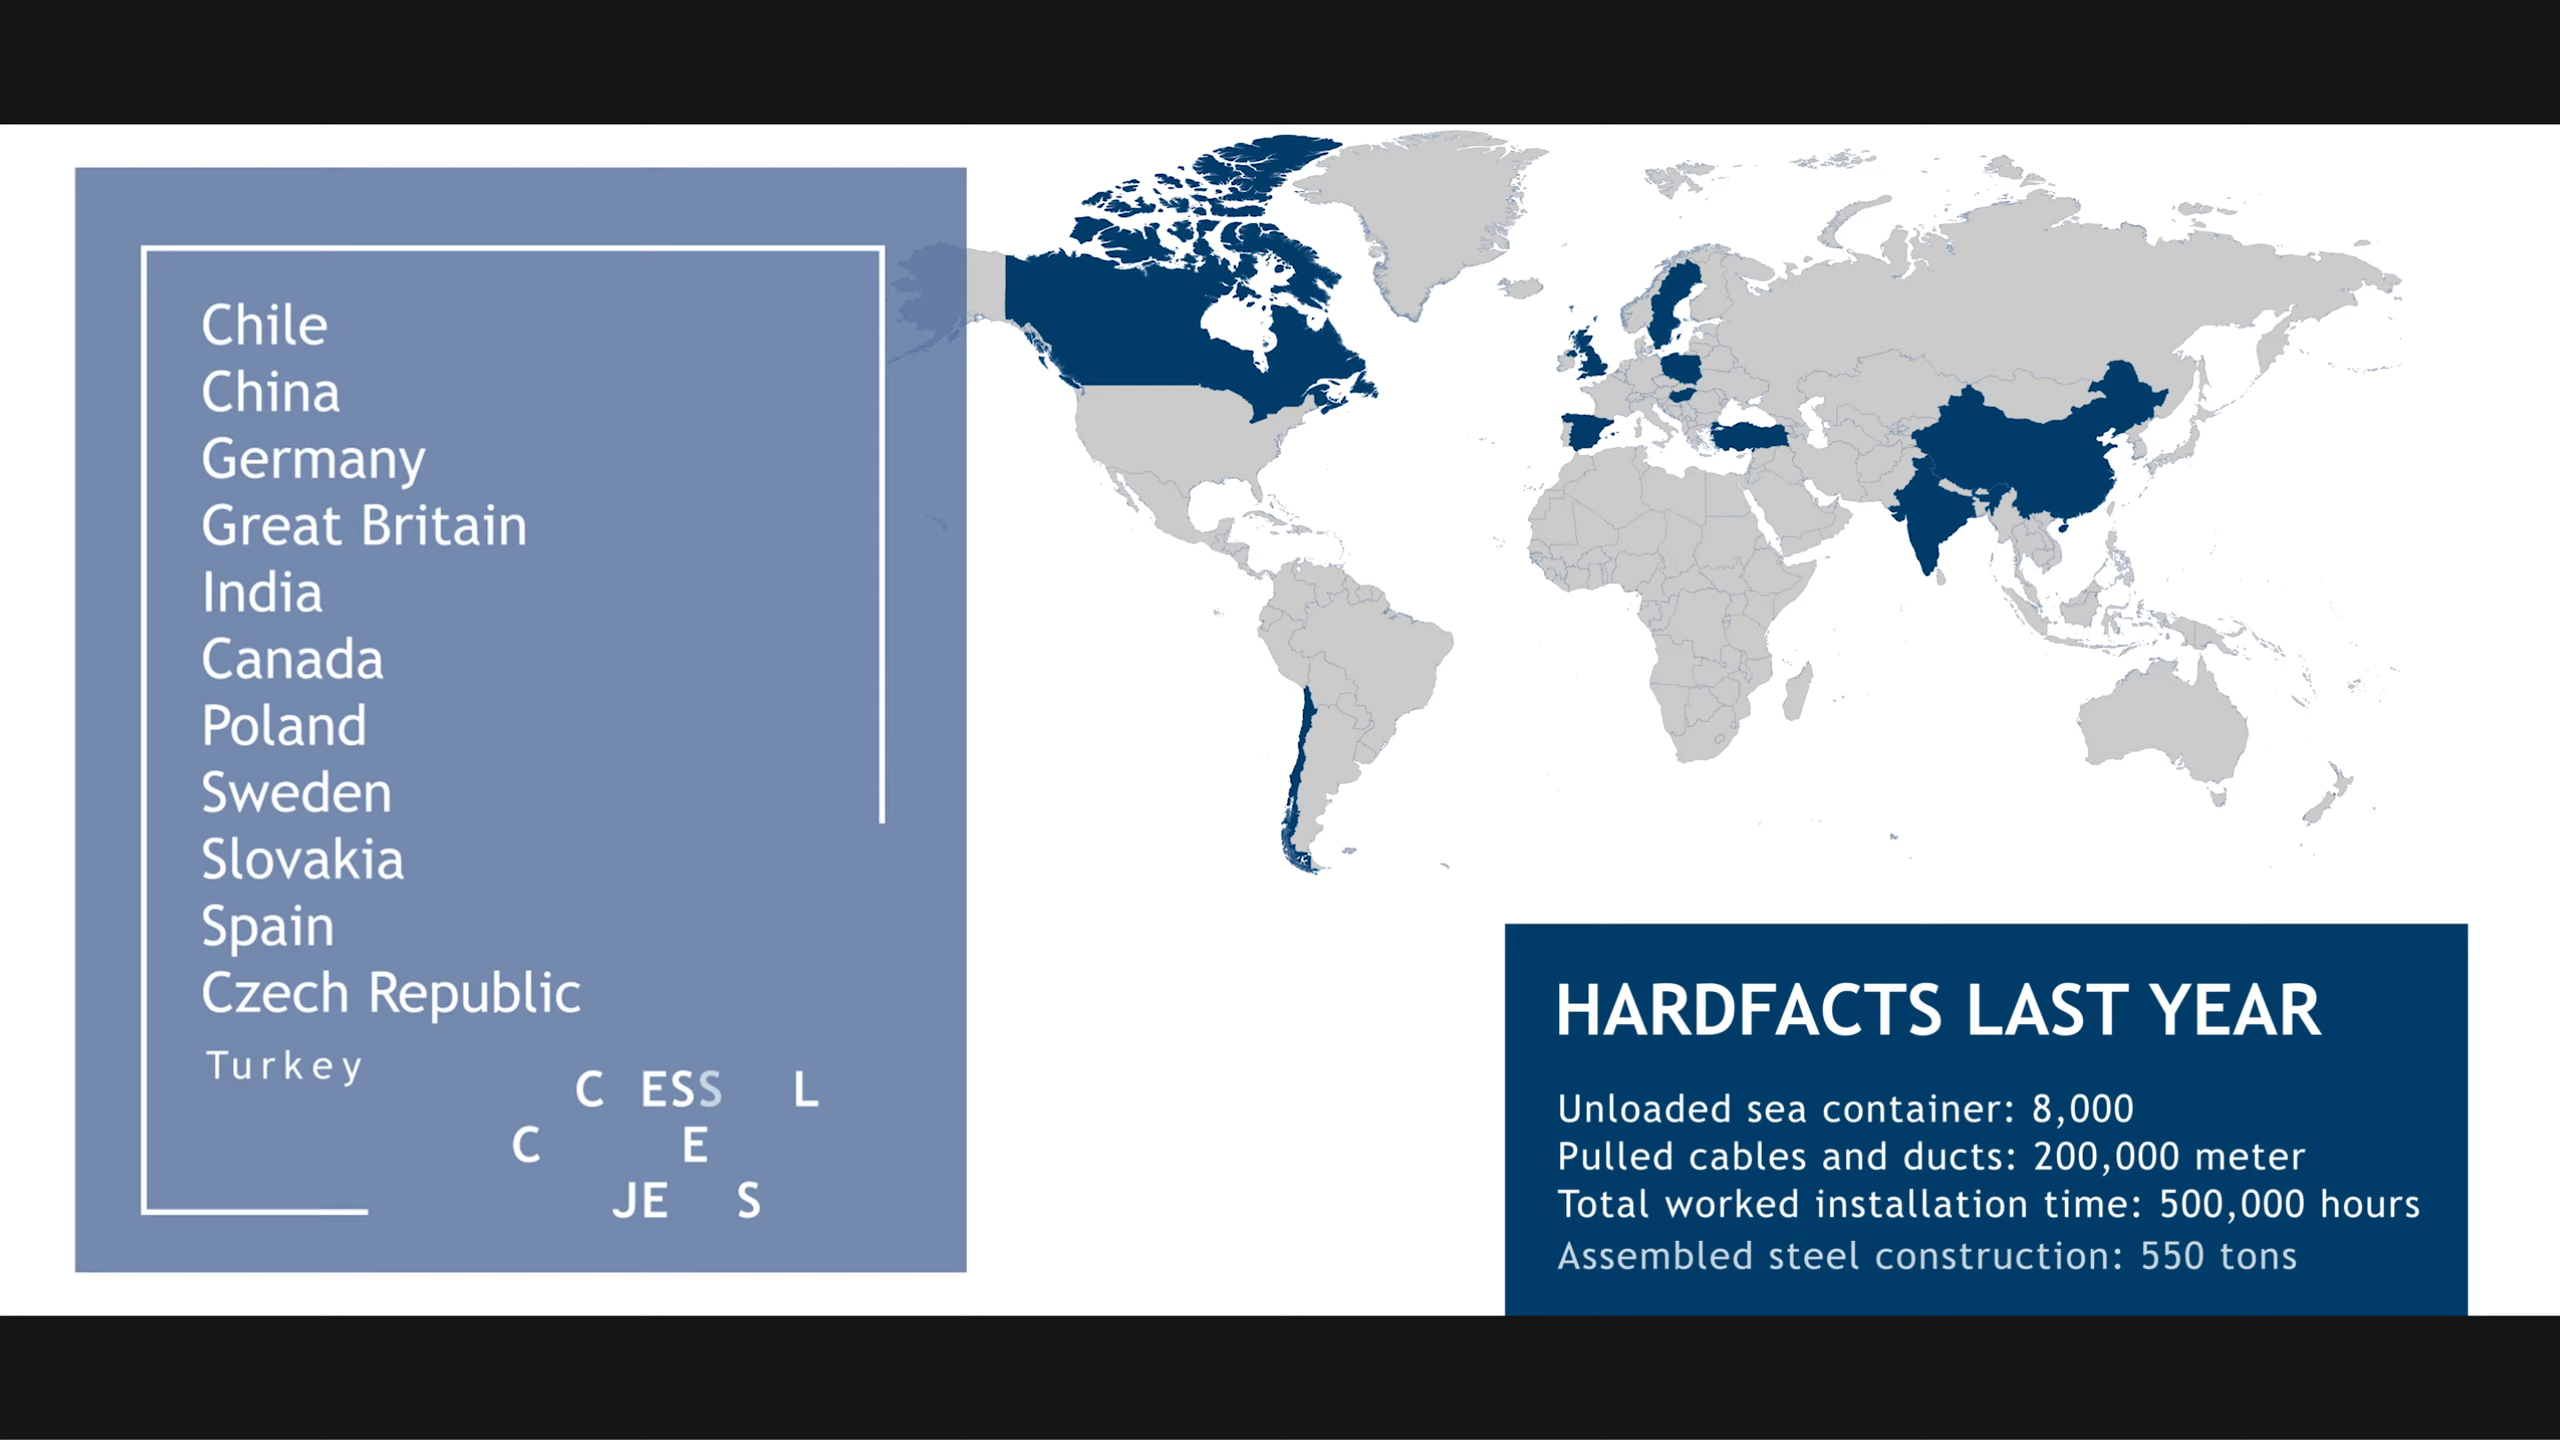 Chile
China
Germany
Great Britain
India
Canada
Poland
Sweden
Slovakia
Spain
Czech Republic
Turkey
C ESS L
C E
JE S
HARDFACTS LAST YEAR
Unloaded sea container: 8,000
Pulled cables and ducts: 200,000 meter
Total worked installation time: 500,000 hours
Assembled steel construction: 550 tons